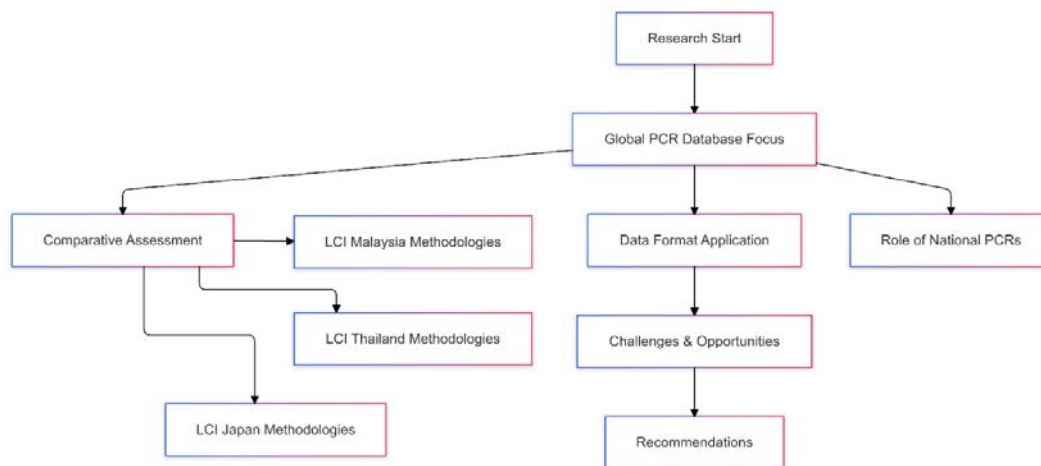 Research Start
Global PCR Database Focus
Comparative Assessment
LCI Malaysia Methodologies
Data Format Application
Role of National PCRs
LCI Thailand Methodologies
Challenges & Opportunities
LCI Japan Methodologies
Recommendations